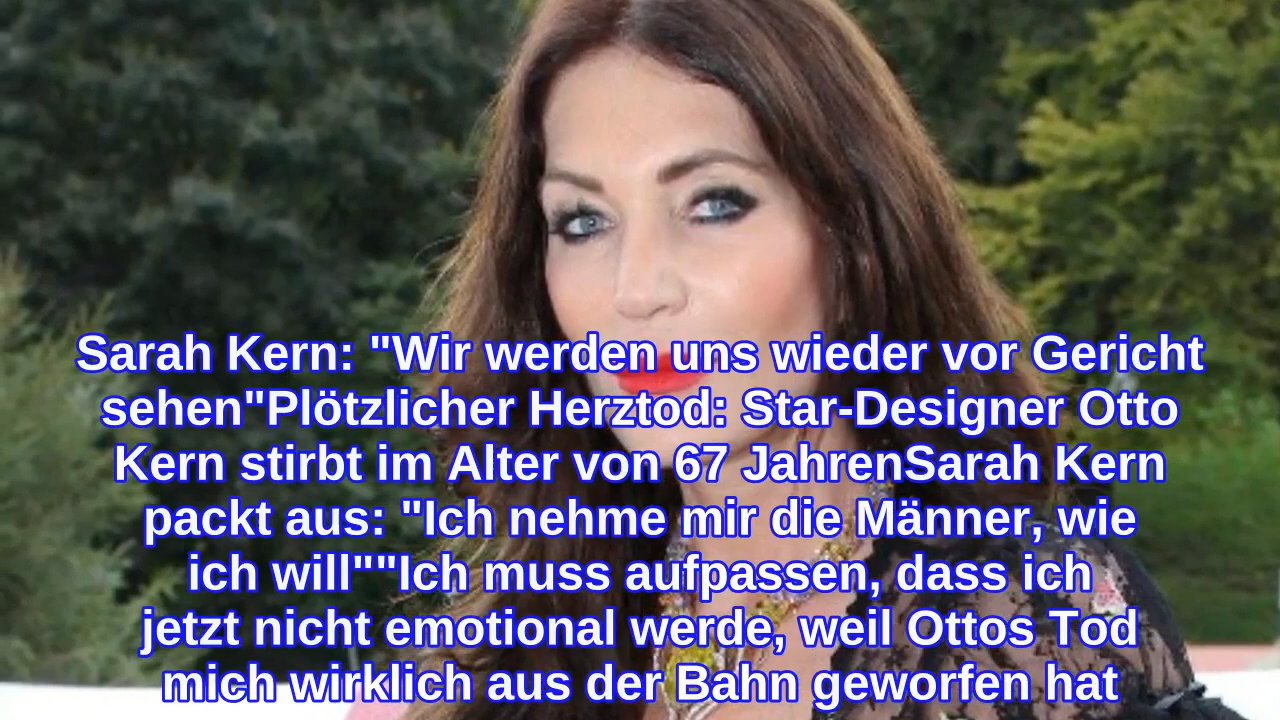 Sarah Kern: "Wir werden uns wieder vor Gericht
sehen"Plötzlicher Herztod: Star-Designer Otto
Kern stirbt im Alter von 67 JahrenSarah Kern
packt aus: "Ich nehme mir die Männer, wie
ich will""Ich muss aufpassen, dass ich
jetzt nicht emotional werde, weil Ottos Tod
mich wirklich aus der Bahn geworfen hat